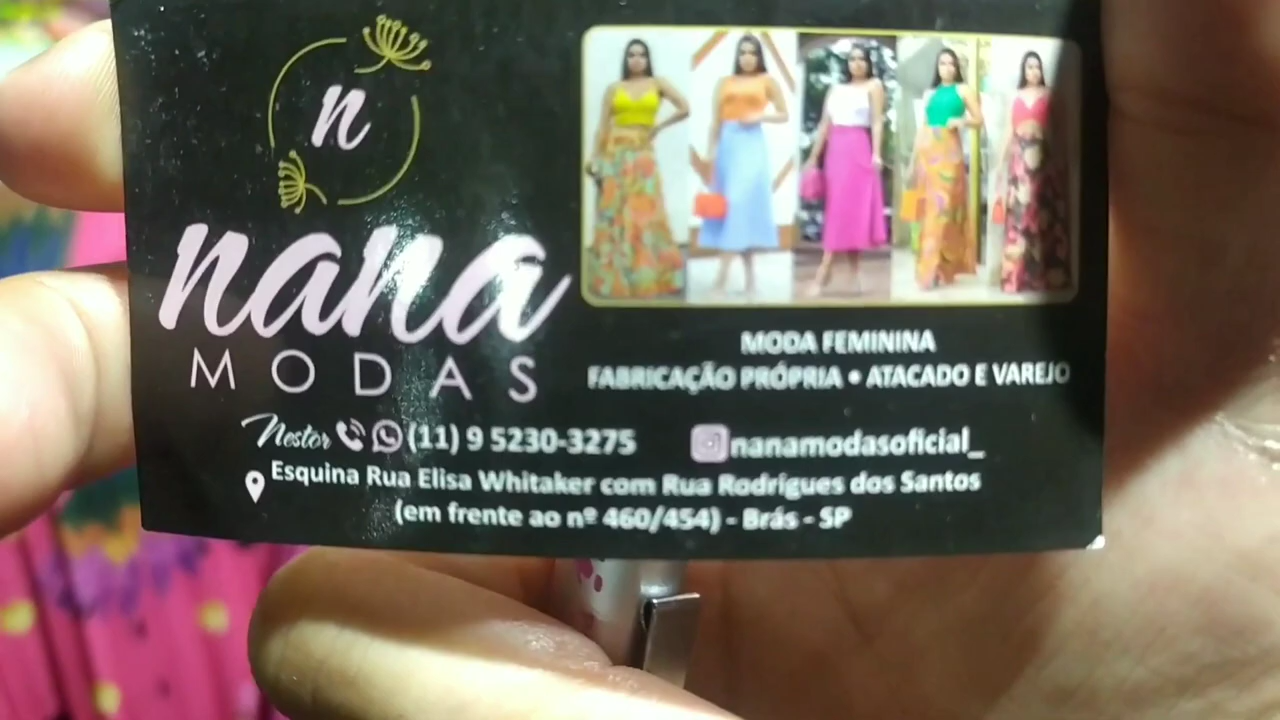 n
nana
MODAS
MODA FEMININA
FABRICAÇÃO PRÓPRIA • ATACADO E VAREJO
Nestor (11) 9 5230-3275
nanamodasoficial_
Esquina Rua Elisa Whitaker com Rua Rodrigues dos Santos
(em frente ao nº 460/454) - Brás - SP